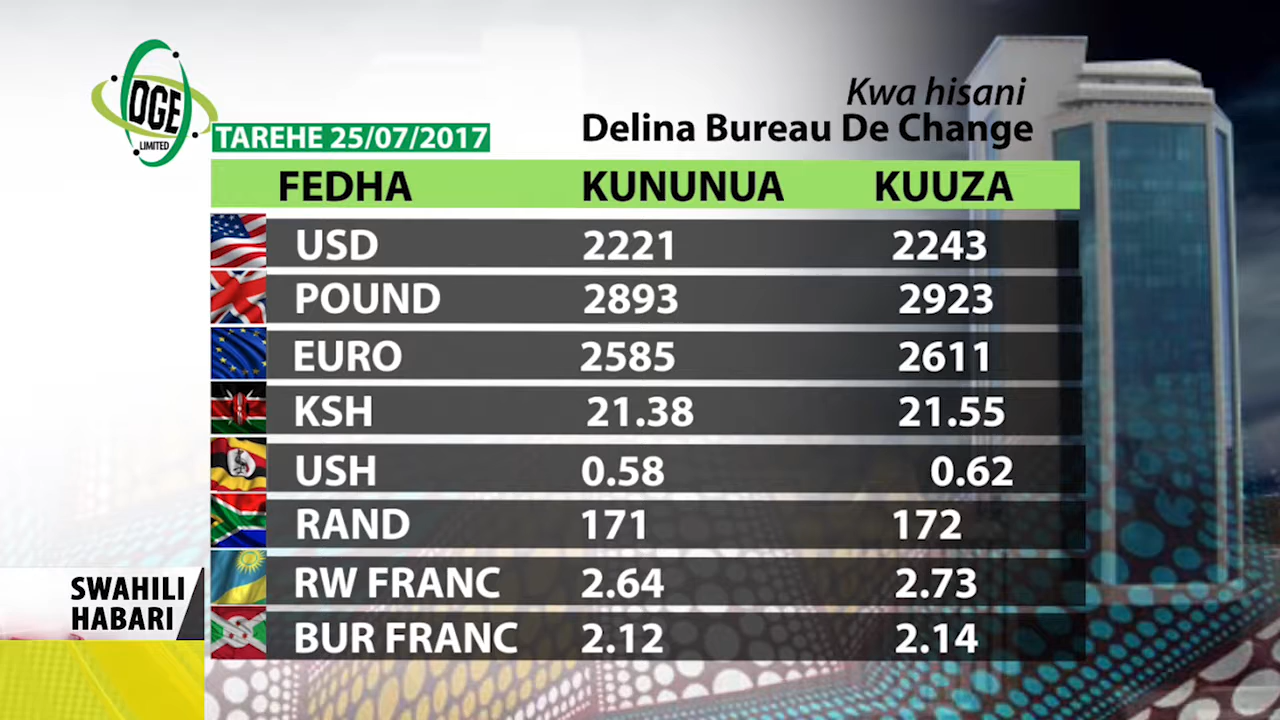 DGE
LIMITED
TAREHE 25/07/2017
Kwa hisani
Delina Bureau De Change
FEDHA KUNUNUA KUUZA
USD 2221 2243
POUND 2893 2923
EURO 2585 2611
KSH 21.38 21.55
USH 0.58 0.62
RAND 171 172
RW FRANC 2.64 2.73
BUR FRANC 2.12 2.14
SWAHILI
HABARI